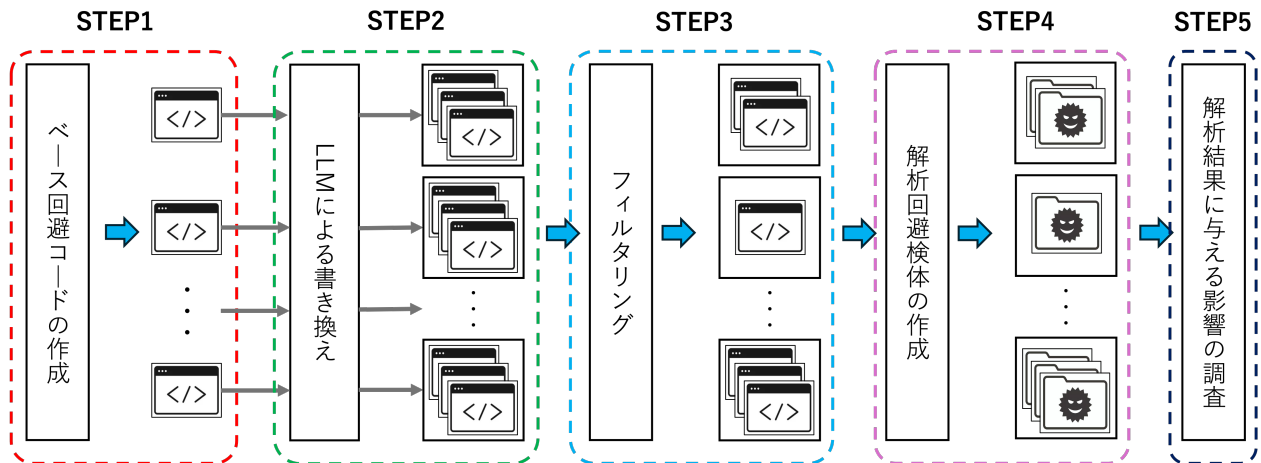 STEP1
STEP2
STEP3
STEP4
STEP5
ベース回避コードの作成
</>
</>
</>
LLMによる書き換え
</>
</>
</>
フィルタリング
</>
</>
</>
解析回避検体の作成
解析結果に与える影響の調査